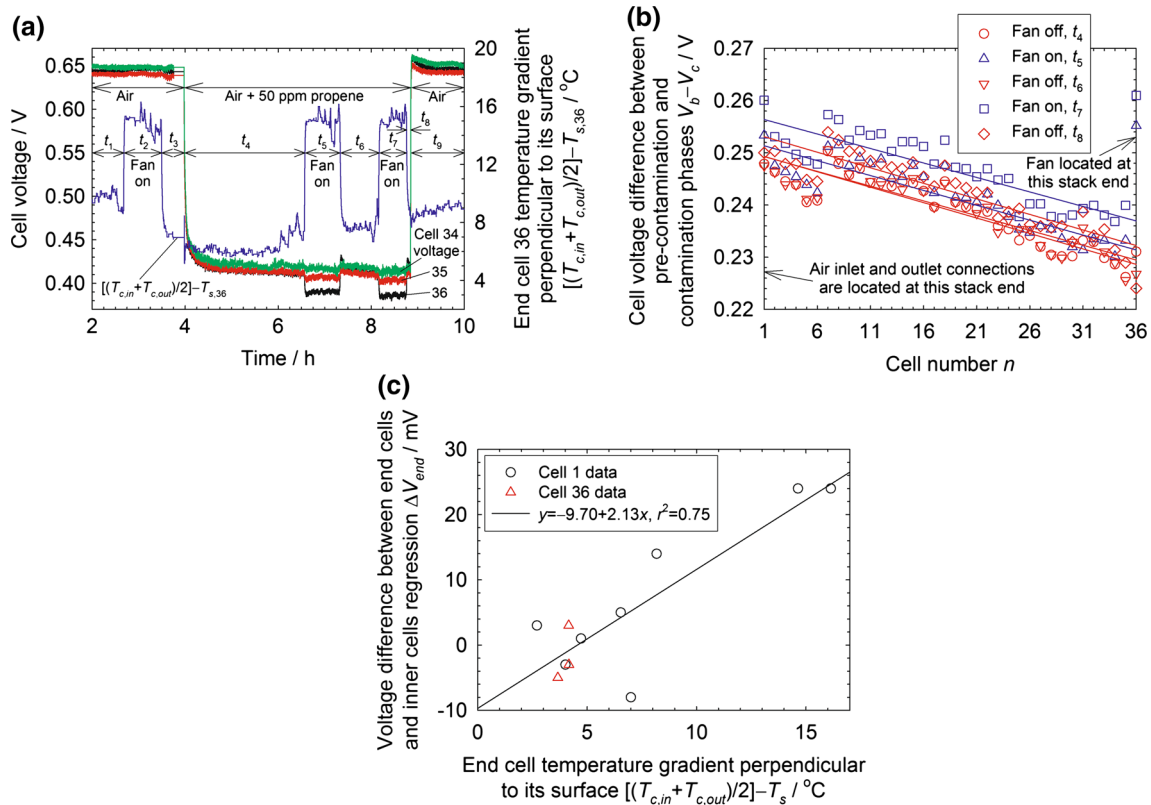 (a)
Cell voltage / V
0.65
0.60
0.55
0.50
0.45
0.40
20
16
12
8
4
End cell 36 temperature gradient
perpendicular to its surface
[(Tc,in+Tc,out)/2]−Ts,36 / °C
Air
Air + 50 ppm propene
Air
t1
t2
t3
t4
t5
t6
t7
t8
t9
Fan
on
Fan
on
Fan
on
Cell 34
voltage
35
36
[(Tc,in+Tc,out)/2]−Ts,36
2
4
6
8
10
Time / h
(b)
Cell voltage difference between
pre-contamination and
contamination phases Vb−Vc / V
0.27
0.26
0.25
0.24
0.23
0.22
Fan off, t4
Fan on, t5
Fan off, t6
Fan on, t7
Fan off, t8
Fan located at
this stack end
Air inlet and outlet connections
are located at this stack end
1
6
11
16
21
26
31
36
Cell number n
(c)
Voltage difference between end cells
and inner cells regression ΔVend / mV
30
20
10
0
-10
Cell 1 data
Cell 36 data
y=−9.70+2.13x, r²=0.75
0
5
10
15
End cell temperature gradient perpendicular
to its surface [(Tc,in+Tc,out)/2]−Ts / °C